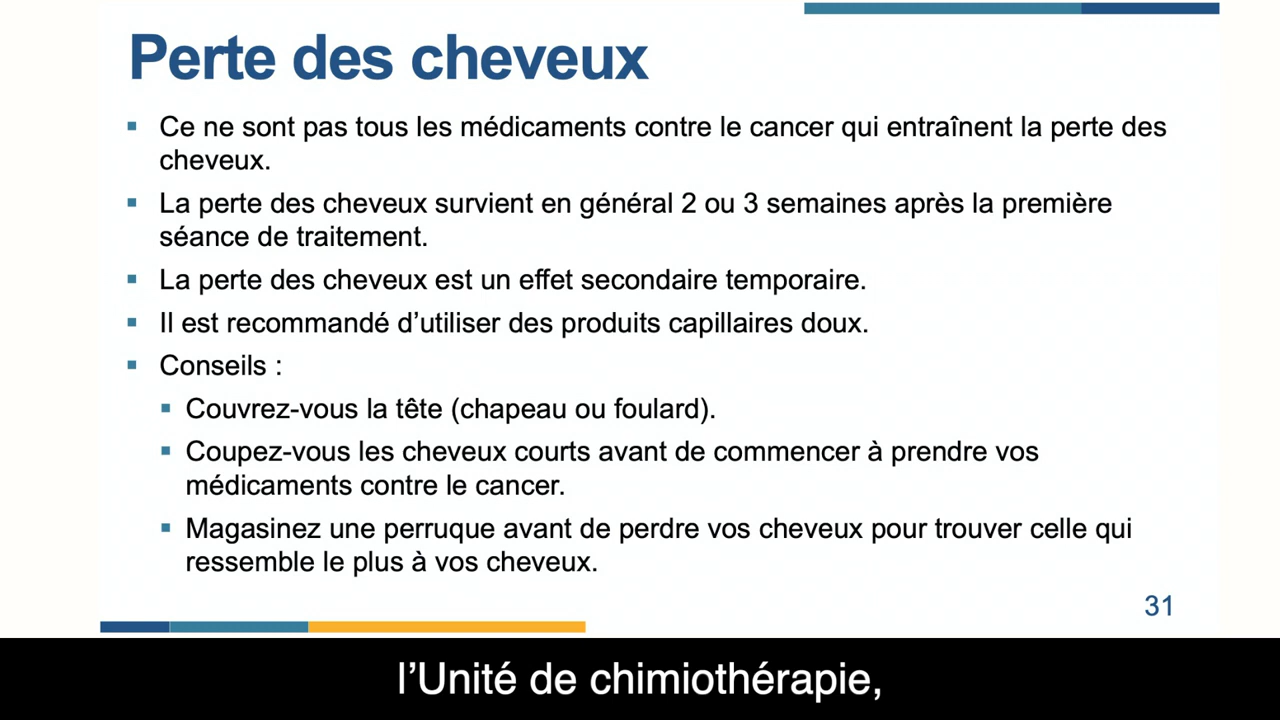 Perte des cheveux
Ce ne sont pas tous les médicaments contre le cancer qui entraînent la perte des
cheveux.
La perte des cheveux survient en général 2 ou 3 semaines après la première
séance de traitement.
La perte des cheveux est un effet secondaire temporaire.
Il est recommandé d’utiliser des produits capillaires doux.
Conseils :
Couvrez-vous la tête (chapeau ou foulard).
Coupez-vous les cheveux courts avant de commencer à prendre vos
médicaments contre le cancer.
Magasinez une perruque avant de perdre vos cheveux pour trouver celle qui
ressemble le plus à vos cheveux.
31
l’Unité de chimiothérapie,